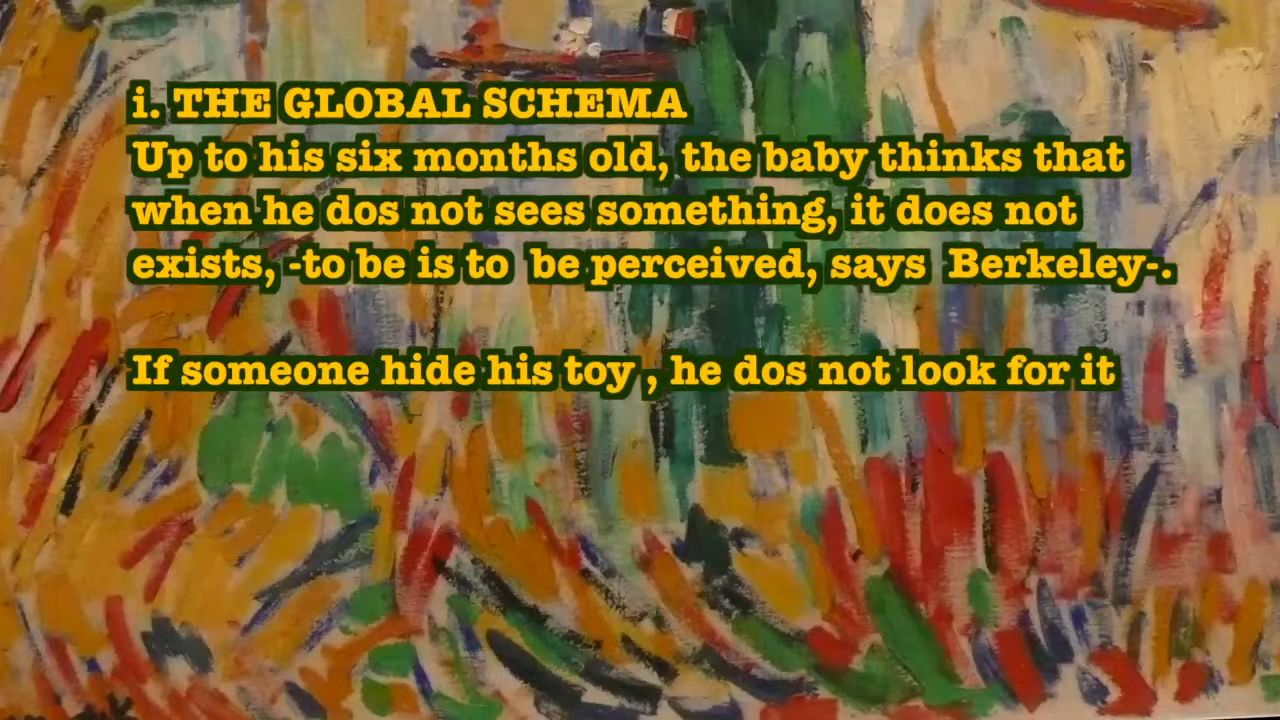 i. THE GLOBAL SCHEMA
Up to his six months old, the baby thinks that
when he dos not sees something, it does not
exists, -to be is to  be perceived, says  Berkeley-.
If someone hide his toy , he dos not look for it